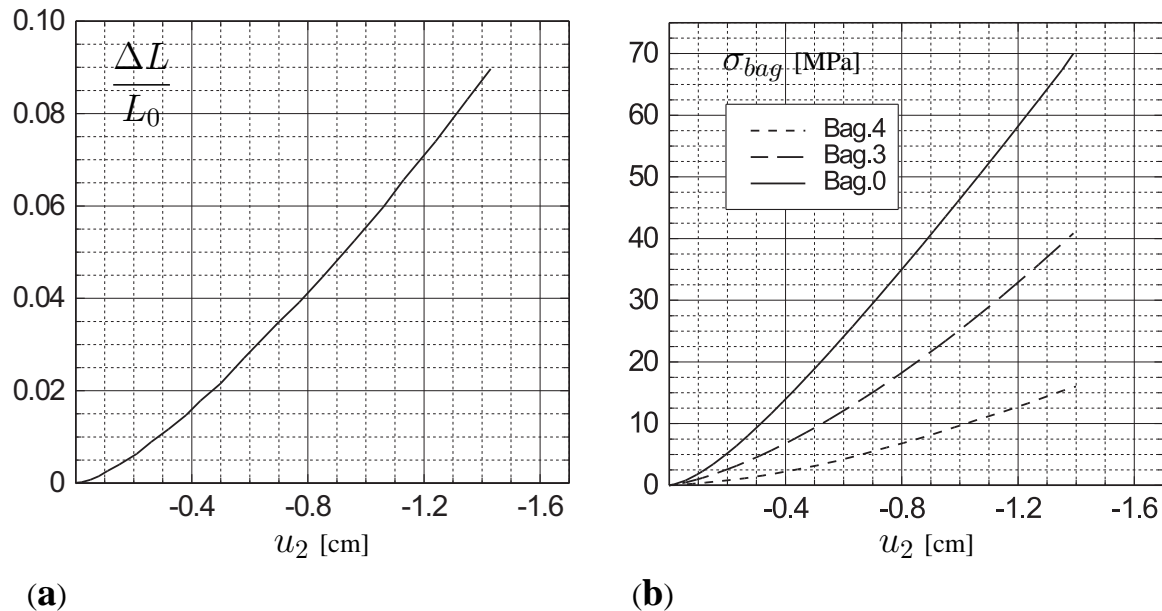 0.10
0.08
0.06
0.04
0.02
0
ΔL
L₀
-0.4 -0.8 -1.2 -1.6
u₂ [cm]
(a)
70
60
50
40
30
20
10
0
σbag [MPa]
Bag.4
Bag.3
Bag.0
-0.4 -0.8 -1.2 -1.6
u₂ [cm]
(b)